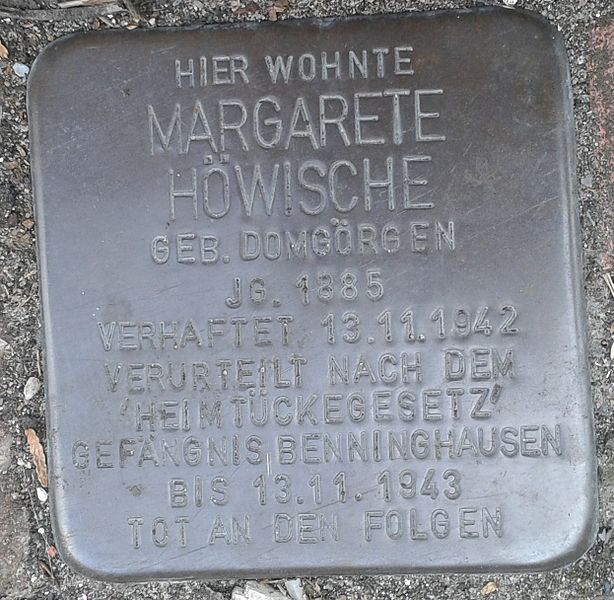 HIER WOHNTE
MARGARETE
HÖWISCHE
GEB. DOMGÖRGEN
JG. 1885
VERHAFTET 13.11.1942
VERURTEILT NACH DEM
'HEIMTÜCKEGESETZ'
GEFÄNGNIS BENNINGHAUSEN
BIS 13.11.1943
TOT AN DEN FOLGEN